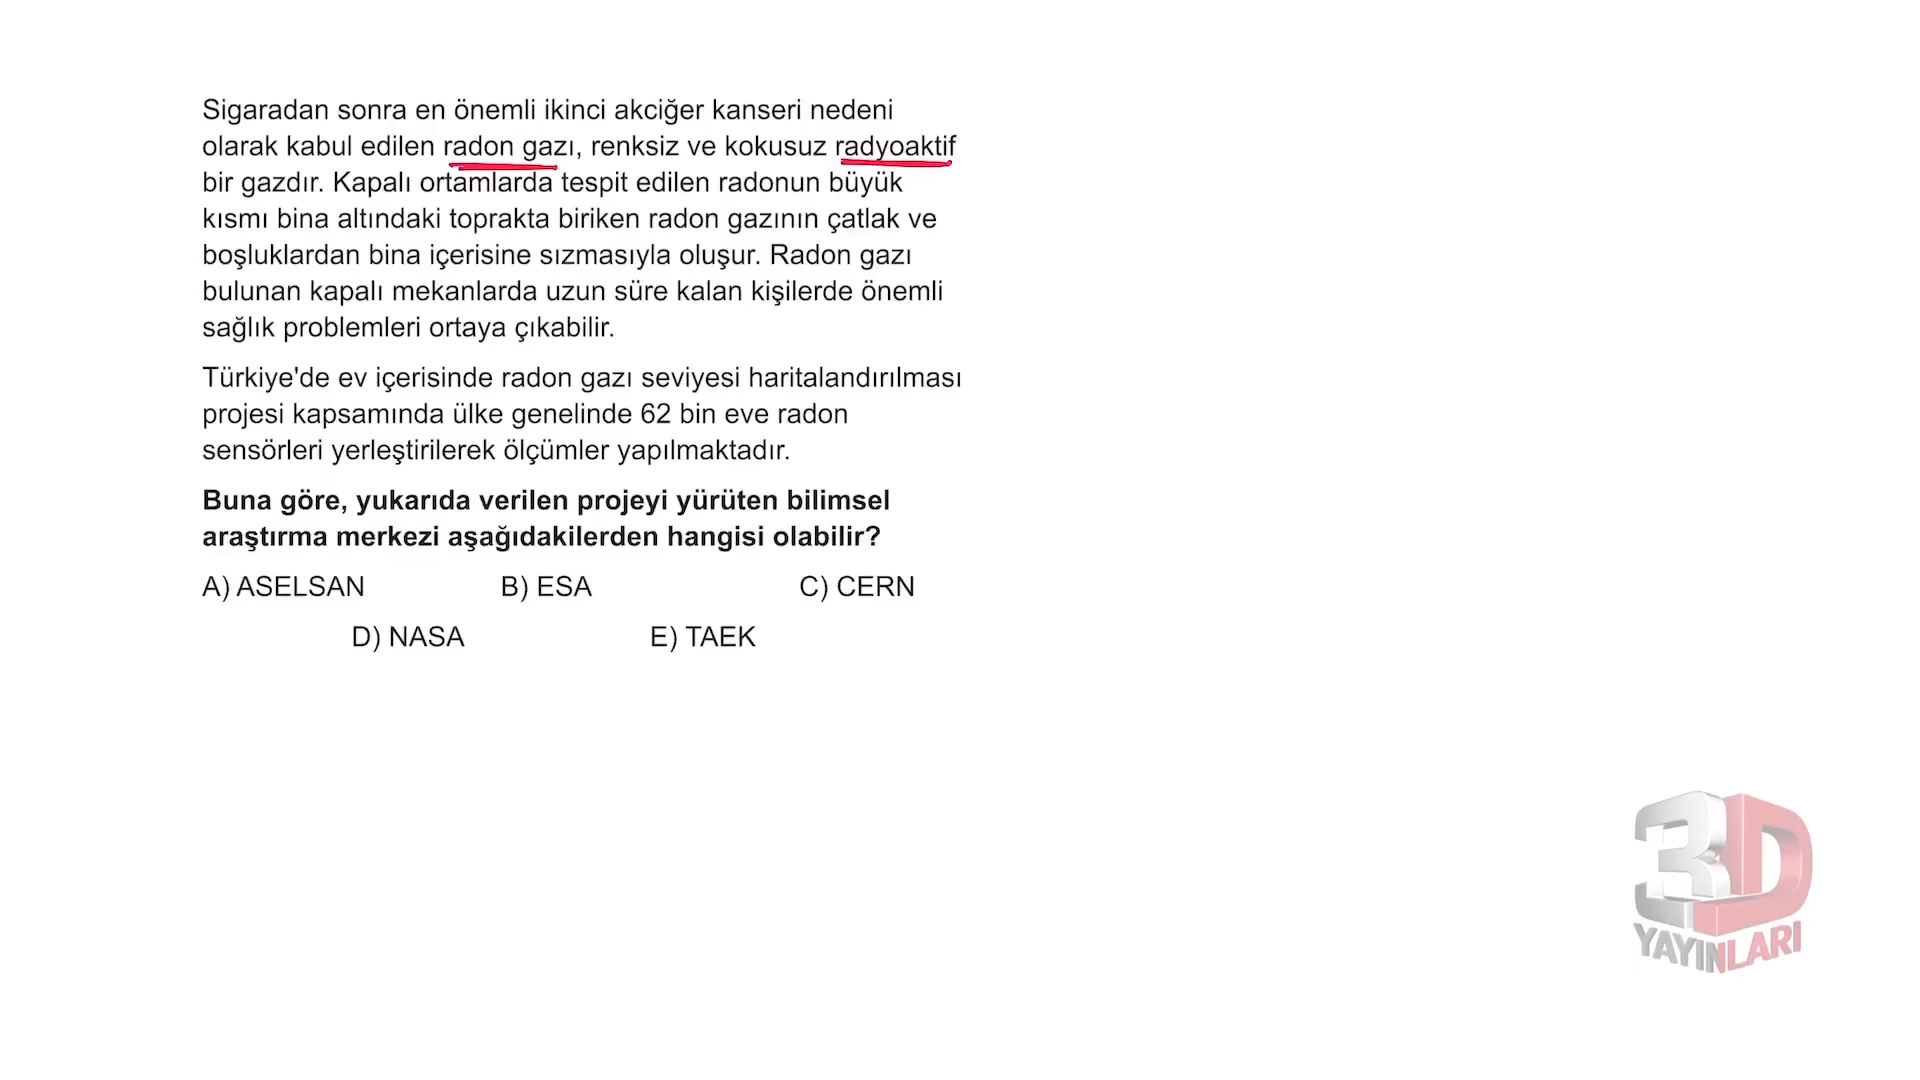 Sigaradan sonra en önemli ikinci akciğer kanseri nedeni
olarak kabul edilen radon gazı, renksiz ve kokusuz radyoaktif
bir gazdır. Kapalı ortamlarda tespit edilen radonun büyük
kısmı bina altındaki toprakta biriken radon gazının çatlak ve
boşluklardan bina içerisine sızmasıyla oluşur. Radon gazı
bulunan kapalı mekanlarda uzun süre kalan kişilerde önemli
sağlık problemleri ortaya çıkabilir.
Türkiye'de ev içerisinde radon gazı seviyesi haritalandırılması
projesi kapsamında ülke genelinde 62 bin eve radon
sensörleri yerleştirilerek ölçümler yapılmaktadır.
Buna göre, yukarıda verilen projeyi yürüten bilimsel
araştırma merkezi aşağıdakilerden hangisi olabilir?
A) ASELSAN B) ESA C) CERN
D) NASA E) TAEK
3D
YAYINLARI